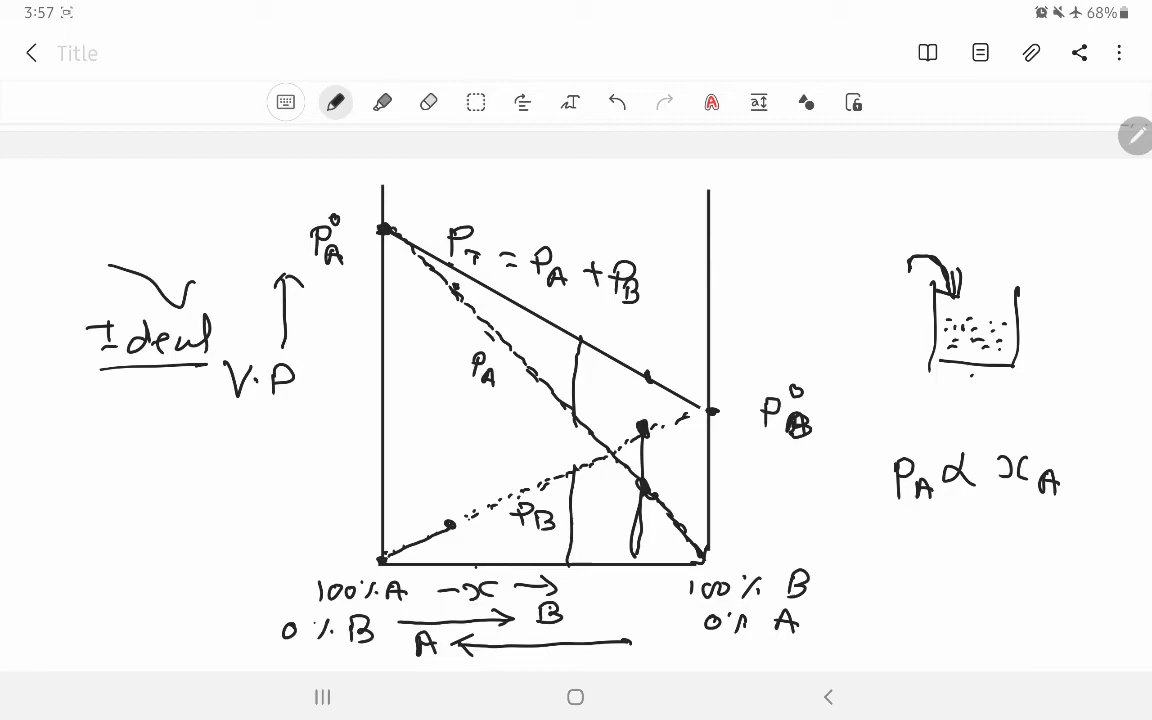 3:57
68%
Title
P°A
PT = PA + PB
Ideal
V.P
PA
P°B
PA ∝ xA
PB
100% A —x→ 100% B
0 % B → B 0% A
A ←